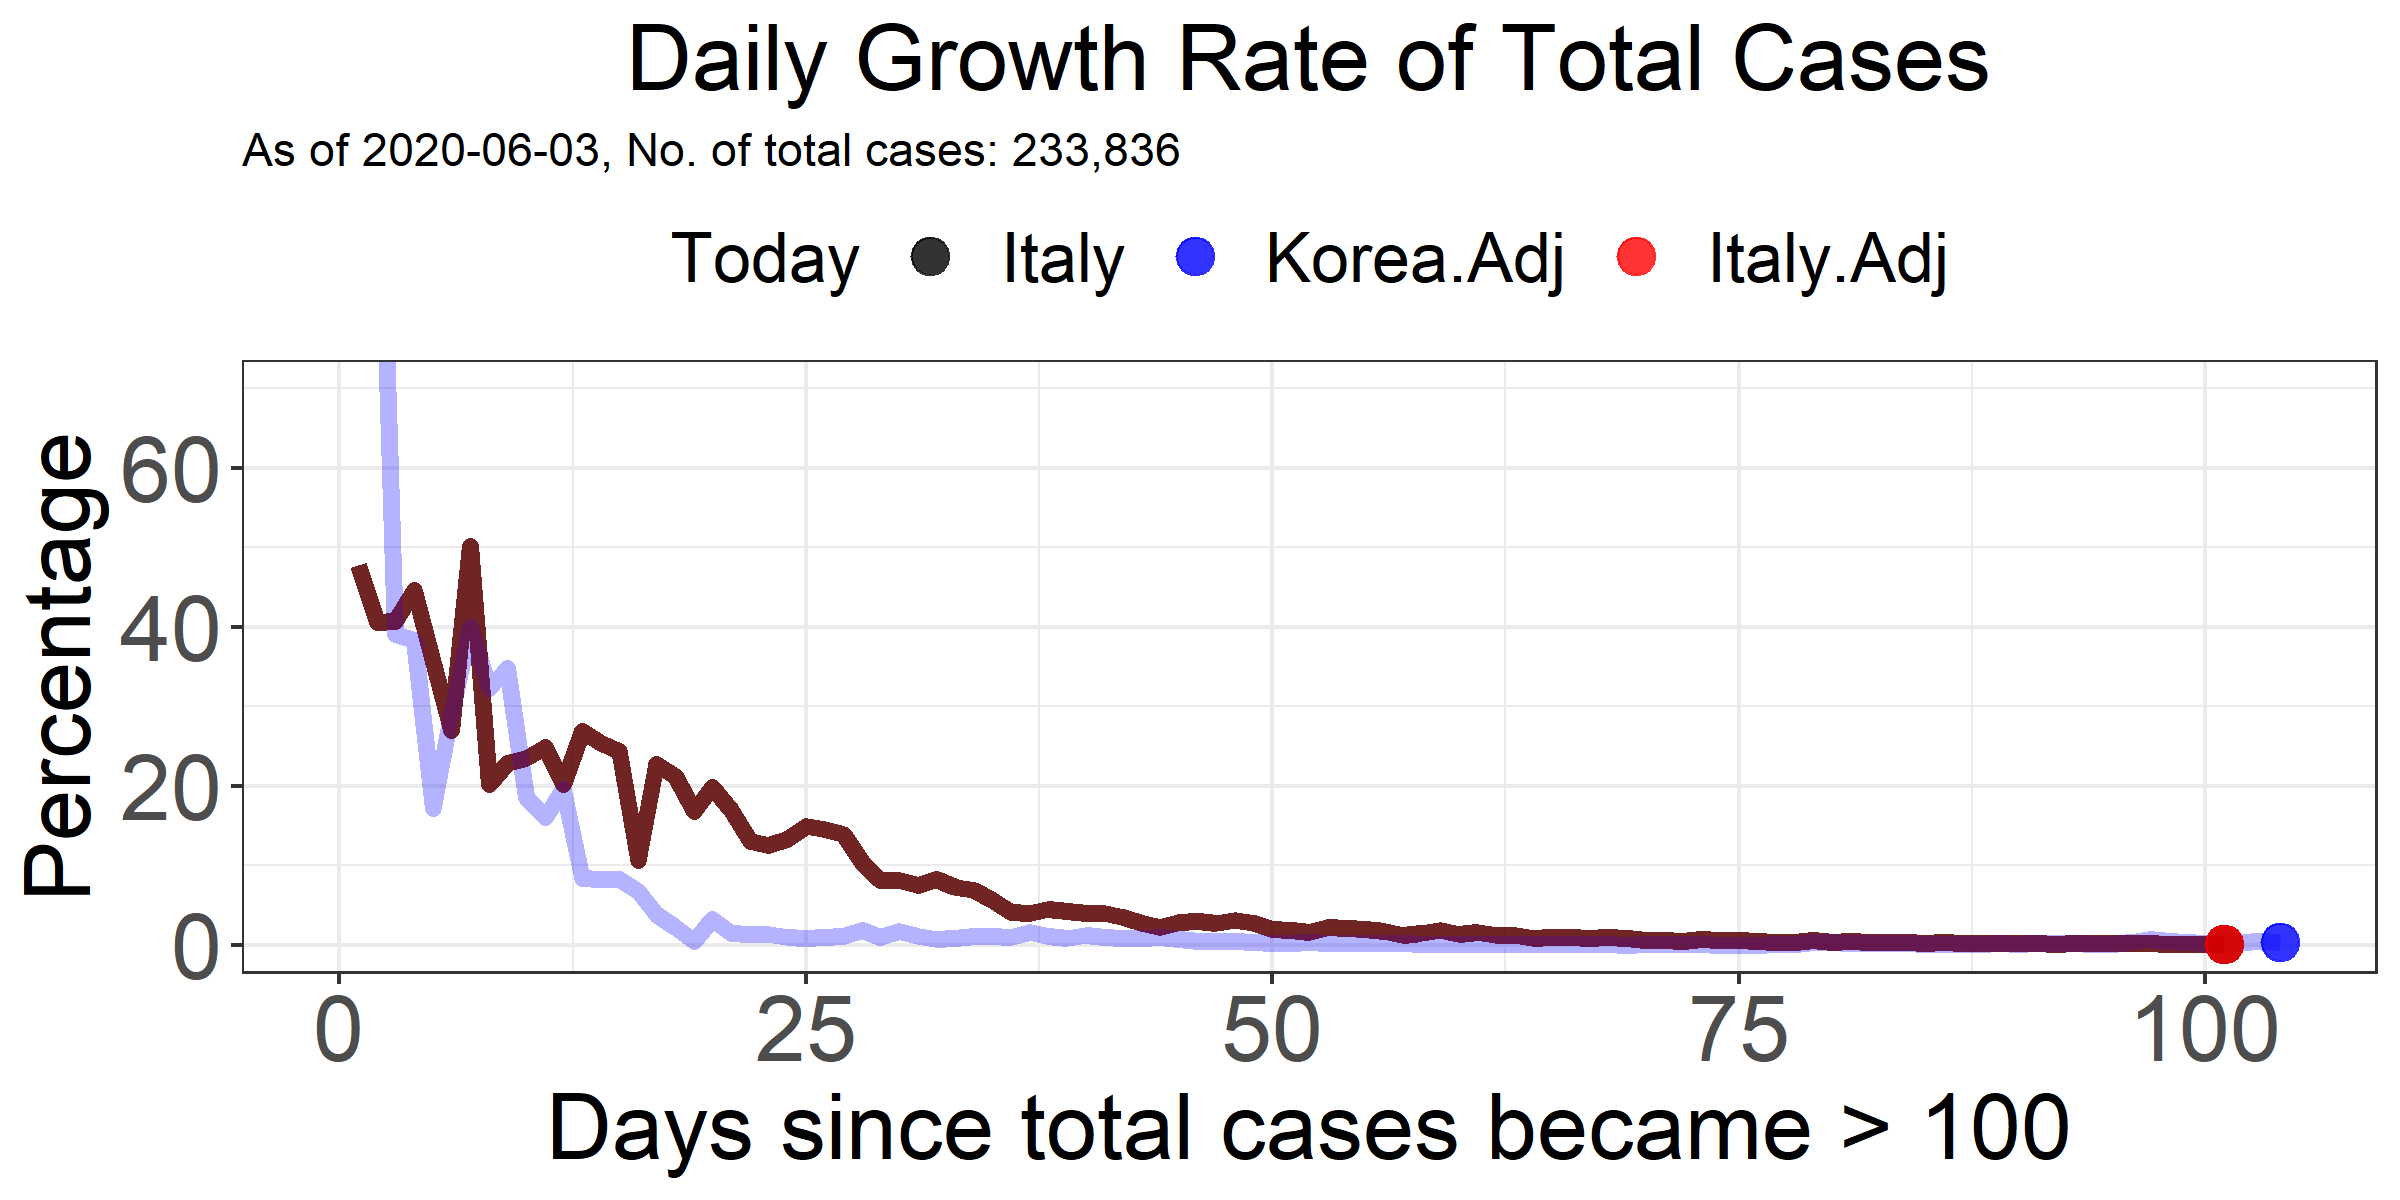 Daily Growth Rate of Total Cases
As of 2020-06-03, No. of total cases: 233,836
Today Italy Korea.Adj Italy.Adj
Percentage
60
40
20
0
0 25 50 75 100
Days since total cases became > 100